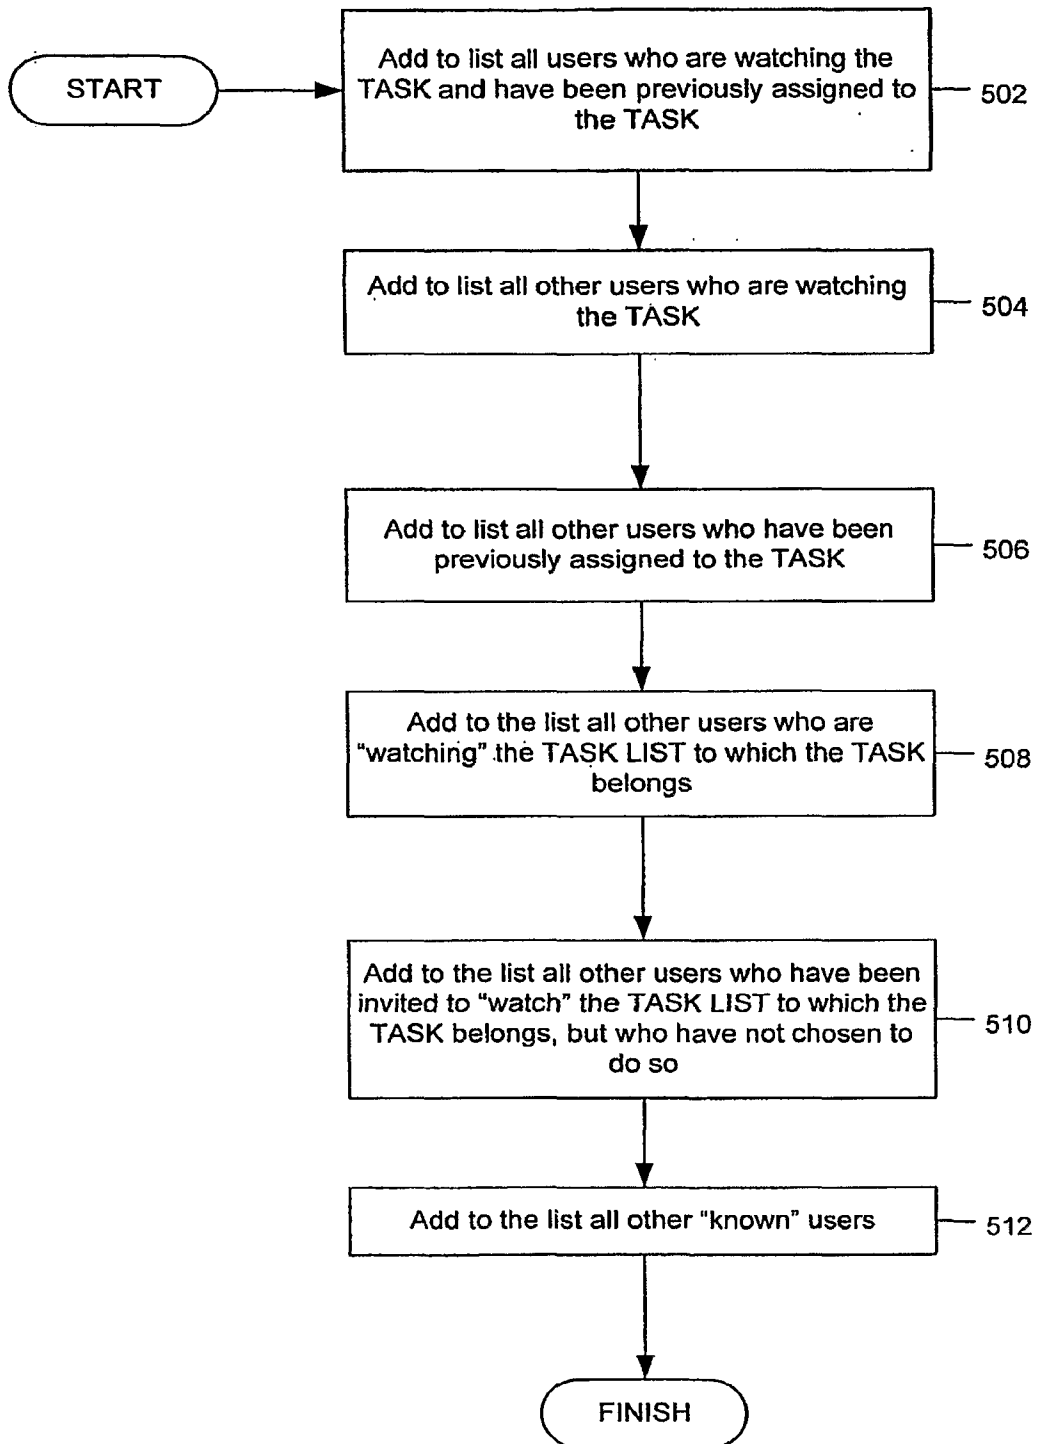 START
Add to list all users who are watching the
TASK and have been previously assigned to
the TASK
502
Add to list all other users who are watching
the TASK
504
Add to list all other users who have been
previously assigned to the TASK
506
Add to the list all other users who are
“watching” the TASK LIST to which the TASK
belongs
508
Add to the list all other users who have been
invited to “watch” the TASK LIST to which the
TASK belongs, but who have not chosen to
do so
510
Add to the list all other “known” users
512
FINISH